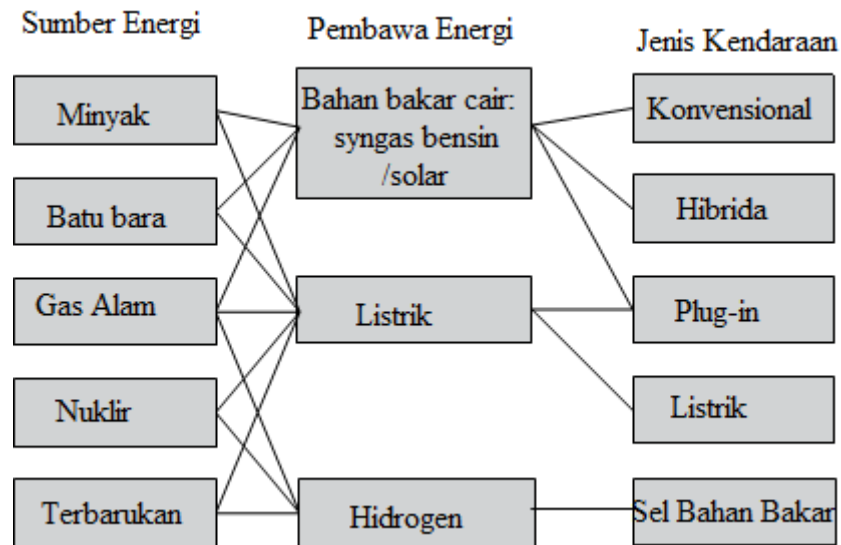 Sumber Energi
Pembawa Energi
Jenis Kendaraan
Minyak
Batu bara
Gas Alam
Nuklir
Terbarukan
Bahan bakar cair:
syngas bensin
/solar
Listrik
Hidrogen
Konvensional
Hibrida
Plug-in
Listrik
Sel Bahan Bakar